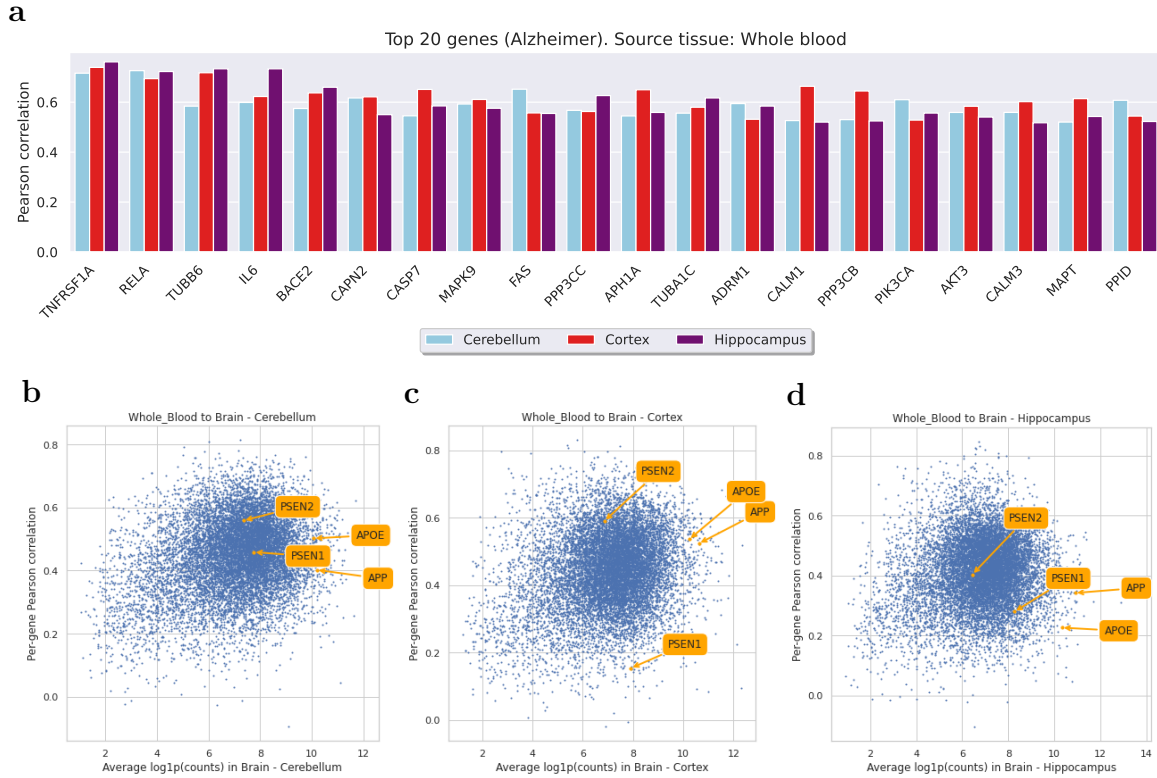 a
Top 20 genes (Alzheimer). Source tissue: Whole blood
Pearson correlation
0.6
0.4
0.2
0.0
TNFRSF1A RELA TUBB6 IL6 BACE2 CAPN2 CASP7 MAPK9 FAS PPP3CC APH1A TUBA1C ADRM1 CALM1 PPP3CB PIK3CA AKT3 CALM3 MAPT PPID
Cerebellum Cortex Hippocampus
b
Whole_Blood to Brain - Cerebellum
Per-gene Pearson correlation
0.8
0.6
0.4
0.2
0.0
PSEN2
APOE
PSEN1
APP
2 4 6 8 10 12
Average log1p(counts) in Brain - Cerebellum
c
Whole_Blood to Brain - Cortex
Per-gene Pearson correlation
0.8
0.6
0.4
0.2
0.0
PSEN2
APOE
APP
PSEN1
2 4 6 8 10 12
Average log1p(counts) in Brain - Cortex
d
Whole_Blood to Brain - Hippocampus
Per-gene Pearson correlation
0.8
0.6
0.4
0.2
0.0
PSEN2
PSEN1
APP
APOE
2 4 6 8 10 12 14
Average log1p(counts) in Brain - Hippocampus